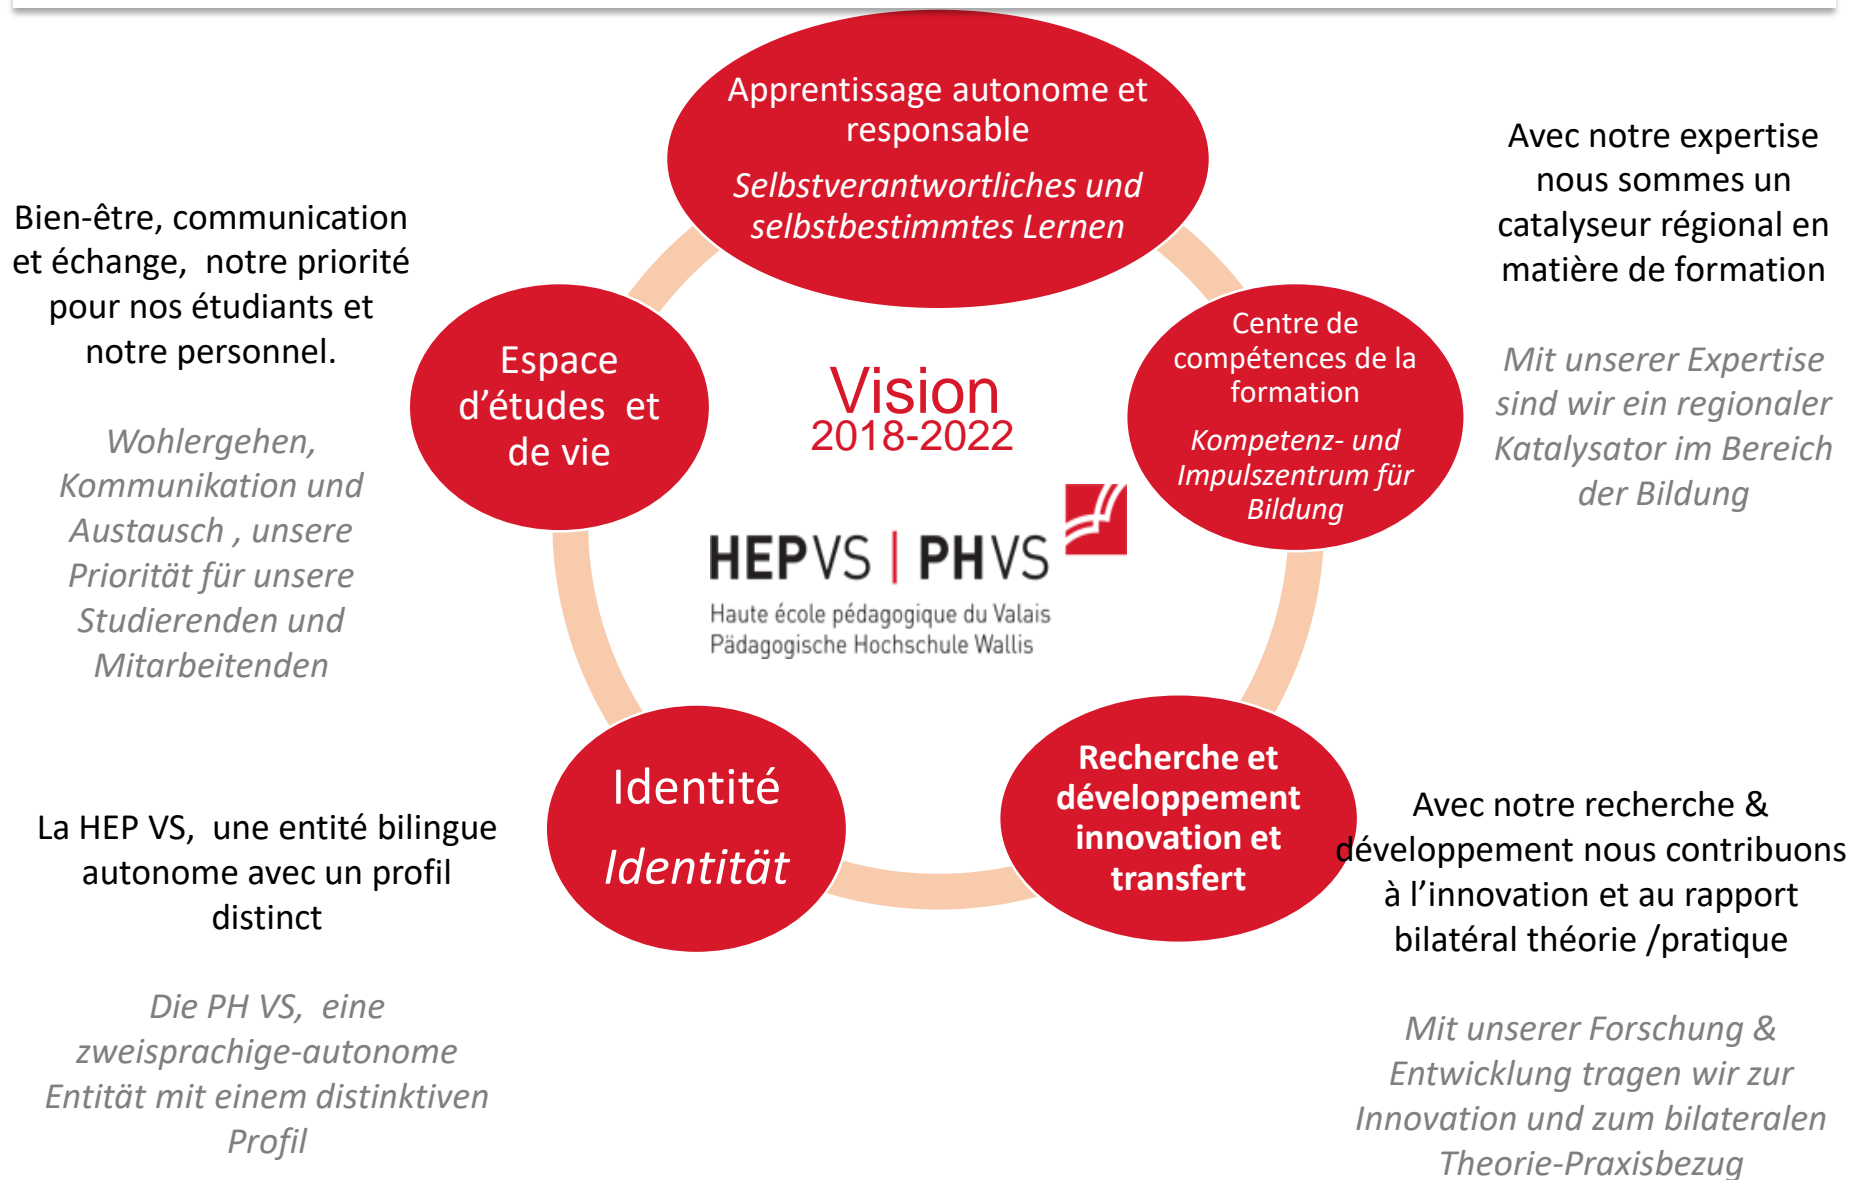 Apprentissage autonome et
responsable
Selbstverantwortliches und
selbstbestimmtes Lernen
Avec notre expertise
nous sommes un
catalyseur régional en
matière de formation
Mit unserer Expertise
sind wir ein regionaler
Katalysator im Bereich
der Bildung
Bien-être, communication
et échange,  notre priorité
pour nos étudiants et
notre personnel.
Wohlergehen,
Kommunikation und
Austausch , unsere
Priorität für unsere
Studierenden und
Mitarbeitenden
Espace
d’études  et
de vie
Vision
2018-2022
Centre de
compétences de la
formation
Kompetenz- und
Impulszentrum für
Bildung
HEPVS | PHVS
Haute école pédagogique du Valais
Pädagogische Hochschule Wallis
Identité
Identität
Recherche et
développement
innovation et
transfert
La HEP VS,  une entité bilingue
autonome avec un profil
distinct
Die PH VS,  eine
zweisprachige-autonome
Entität mit einem distinktiven
Profil
Avec notre recherche &
développement nous contribuons
à l’innovation et au rapport
bilatéral théorie /pratique
Mit unserer Forschung &
Entwicklung tragen wir zur
Innovation und zum bilateralen
Theorie-Praxisbezug